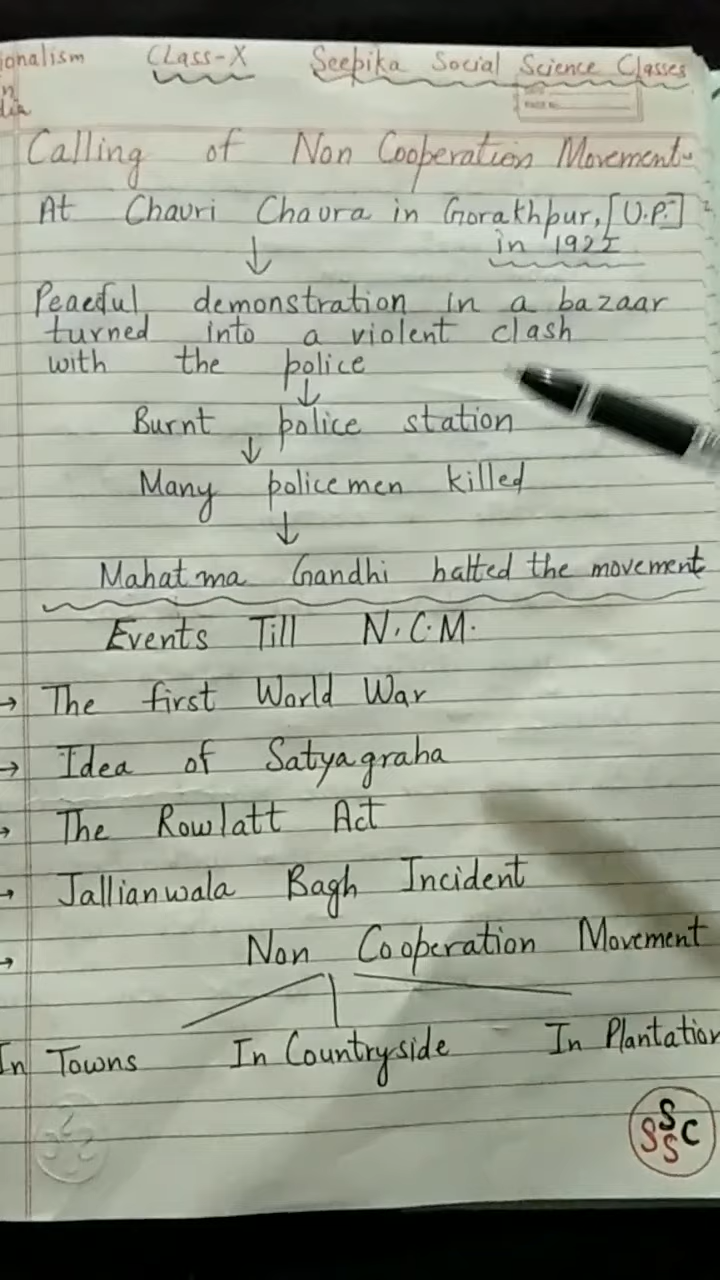 ionalism Class-X Seepika Social Science Classes
n
dia
Calling of Non Cooperation Movement-
At Chauri Chaura in Gorakhpur, [U.P.]
in 1922
↓
Peaceful demonstration in a bazaar
turned into a violent clash
with the police
↓
Burnt police station
↓
Many policemen killed
↓
Mahatma Gandhi halted the movement
Events Till N.C.M.
→ The first World War
→ Idea of Satyagraha
→ The Rowlatt Act
→ Jallianwala Bagh Incident
→ Non Cooperation Movement
In Towns In Countryside In Plantation
SSSC